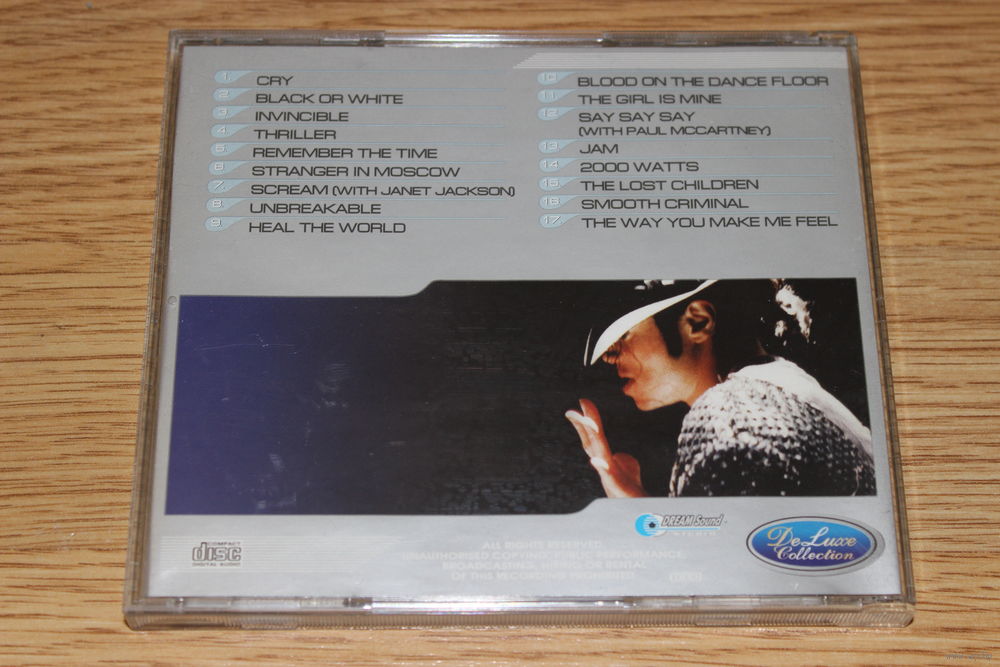 1. CRY
2. BLACK OR WHITE
3. INVINCIBLE
4. THRILLER
5. REMEMBER THE TIME
6. STRANGER IN MOSCOW
7. SCREAM (WITH JANET JACKSON)
8. UNBREAKABLE
9. HEAL THE WORLD
10. BLOOD ON THE DANCE FLOOR
11. THE GIRL IS MINE
12. SAY SAY SAY
(WITH PAUL MCCARTNEY)
13. JAM
14. 2000 WATTS
15. THE LOST CHILDREN
16. SMOOTH CRIMINAL
17. THE WAY YOU MAKE ME FEEL
DREAM Sound
STUDIO
COMPACT
disc
DIGITAL AUDIO
ALL RIGHTS RESERVED
UNAUTHORISED COPYING, PUBLIC PERFORMANCE,
BROADCASTING, HIRING OR RENTAL
OF THIS RECORDING PROHIBITED
DeLuxe
Collection